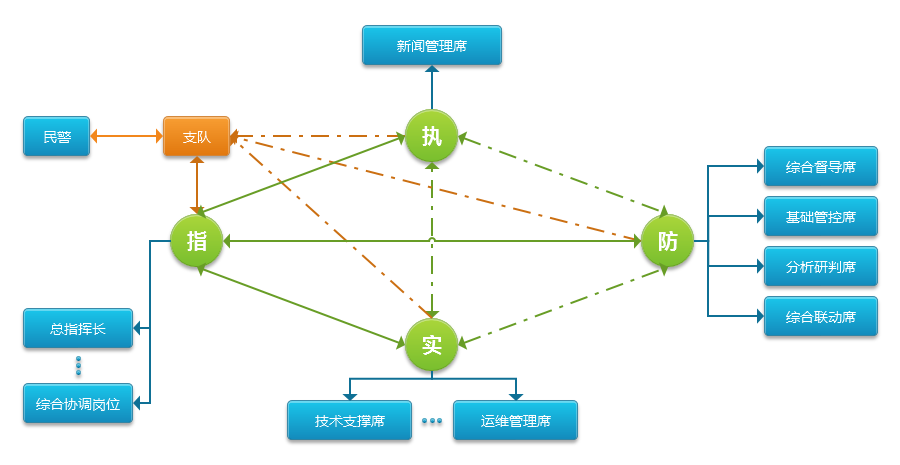 新闻管理席
民警
支队
执
综合督导席
基础管控席
指
防
分析研判席
综合联动席
总指挥长
实
综合协调岗位
技术支撑席
运维管理席